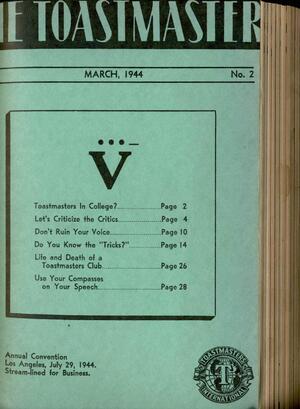 E TOASTMASTER
MARCH, 1944 No. 2
V
Toastmasters In College?................Page 2
Let's Criticize the Critics................Page 4
Don't Ruin Your Voice................Page 10
Do You Know the "Tricks?"................Page 14
Life and Death of a
Toastmasters Club................Page 26
Use Your Compasses
on Your Speech................Page 28
Annual Convention
Los Angeles, July 29, 1944.
Stream-lined for Business.
TOASTMASTERS
T
INTERNATIONAL